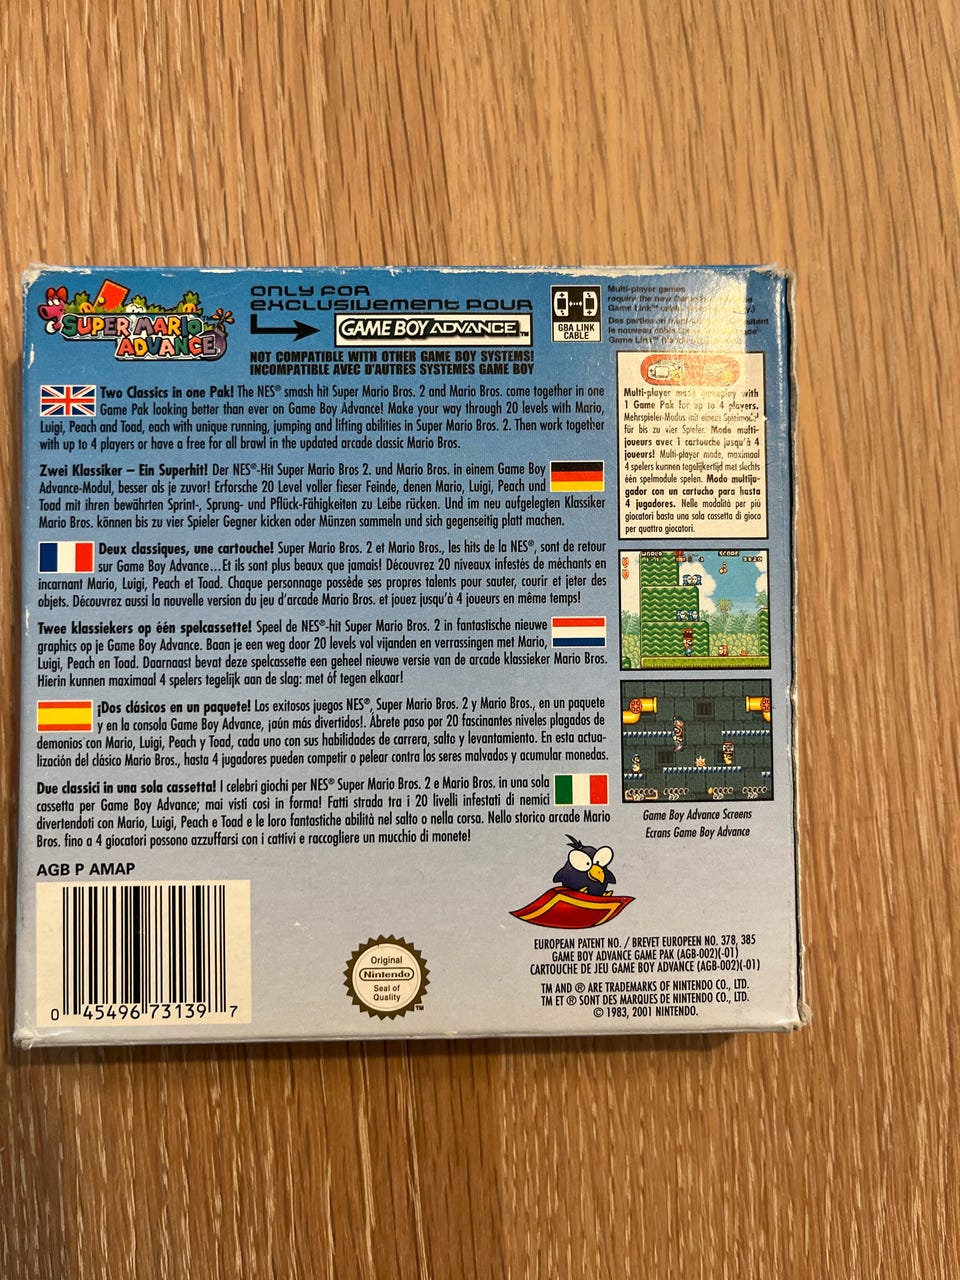 SUPER MARIO
ADVANCE
ONLY FOR
EXCLUSIVEMENT POUR
GAME BOY ADVANCE™
NOT COMPATIBLE WITH OTHER GAME BOY SYSTEMS!
INCOMPATIBLE AVEC D'AUTRES SYSTEMES GAME BOY
GBA LINK
CABLE
Multi-player games
require the new Game
Game Link
Des parties en
le nouveau
Game Link
Two Classics in one Pak! The NES® smash hit Super Mario Bros. 2 and Mario Bros. come together in one
Game Pak looking better than ever on Game Boy Advance! Make your way through 20 levels with Mario,
Luigi, Peach and Toad, each with unique running, jumping and lifting abilities in Super Mario Bros. 2. Then work together
with up to 4 players or have a free for all brawl in the updated arcade classic Mario Bros.
Zwei Klassiker – Ein Superhit! Der NES®-Hit Super Mario Bros 2. und Mario Bros. in einem Game Boy
Advance-Modul, besser als je zuvor! Erforsche 20 Level voller fieser Feinde, denen Mario, Luigi, Peach und
Toad mit ihren bewährten Sprint-, Sprung- und Pflück-Fähigkeiten zu Leibe rücken. Und im neu aufgelegten Klassiker
Mario Bros. können bis zu vier Spieler Gegner kicken oder Münzen sammeln und sich gegenseitig platt machen.
Deux classiques, une cartouche! Super Mario Bros. 2 et Mario Bros., les hits de la NES®, sont de retour
sur Game Boy Advance...Et ils sont plus beaux que jamais! Découvrez 20 niveaux infestés de méchants en
incarnant Mario, Luigi, Peach et Toad. Chaque personnage possède ses propres talents pour sauter, courir et jeter des
objets. Découvrez aussi la nouvelle version du jeu d'arcade Mario Bros. et jouez jusqu'à 4 joueurs en même temps!
Twee klassiekers op één spelcassette! Speel de NES®-hit Super Mario Bros. 2 in fantastische nieuwe
graphics op je Game Boy Advance. Baan je een weg door 20 levels vol vijanden en verrassingen met Mario,
Luigi, Peach en Toad. Daarnaast bevat deze spelcassette een geheel nieuwe versie van de arcade klassieker Mario Bros.
Hierin kunnen maximaal 4 spelers tegelijk aan de slag: met óf tegen elkaar!
¡Dos clásicos en un paquete! Los exitosos juegos NES®, Super Mario Bros. 2 y Mario Bros., en un paquete
y en la consola Game Boy Advance, ¡aún más divertidos!. Ábrete paso por 20 fascinantes niveles plagados de
demonios con Mario, Luigi, Peach y Toad, cada uno con sus habilidades de carrera, salto y levantamiento. En esta actua-
lización del clásico Mario Bros., hasta 4 jugadores pueden competir o pelear contra los seres malvados y acumular monedas.
Due classici in una sola cassetta! I celebri giochi per NES® Super Mario Bros. 2 e Mario Bros. in una sola
cassetta per Game Boy Advance; mai visti così in forma! Fatti strada tra i 20 livelli infestati di nemici
divertendoti con Mario, Luigi, Peach e Toad e le loro fantastiche abilità nel salto o nella corsa. Nello storico arcade Mario
Bros. fino a 4 giocatori possono azzuffarsi con i cattivi e raccogliere un mucchio di monete!
Multi-player mode gameplay with
1 Game Pak for up to 4 players.
Mehrspieler-Modus mit einem Spielmodul
für bis zu vier Spieler. Mode multi-
joueurs avec 1 cartouche jusqu'à 4
joueurs! Multi-player mode, maximaal
4 spelers kunnen tegelijkertijd met slechts
één spelmodule spelen. Modo multiju-
gador con un cartucho para hasta
4 jugadores. Nelle modalità per più
giocatori basta una sola cassetta di gioco
per quattro giocatori.
Game Boy Advance Screens
Ecrans Game Boy Advance
AGB P AMAP
0 45496 73139 7
Original
Nintendo
Seal of
Quality
™
EUROPEAN PATENT NO. / BREVET EUROPEEN NO. 378, 385
GAME BOY ADVANCE GAME PAK (AGB-002)(-01)
CARTOUCHE DE JEU GAME BOY ADVANCE (AGB-002)(-01)
TM AND ® ARE TRADEMARKS OF NINTENDO CO., LTD.
TM ET ® SONT DES MARQUES DE NINTENDO CO., LTD.
© 1983, 2001 NINTENDO.